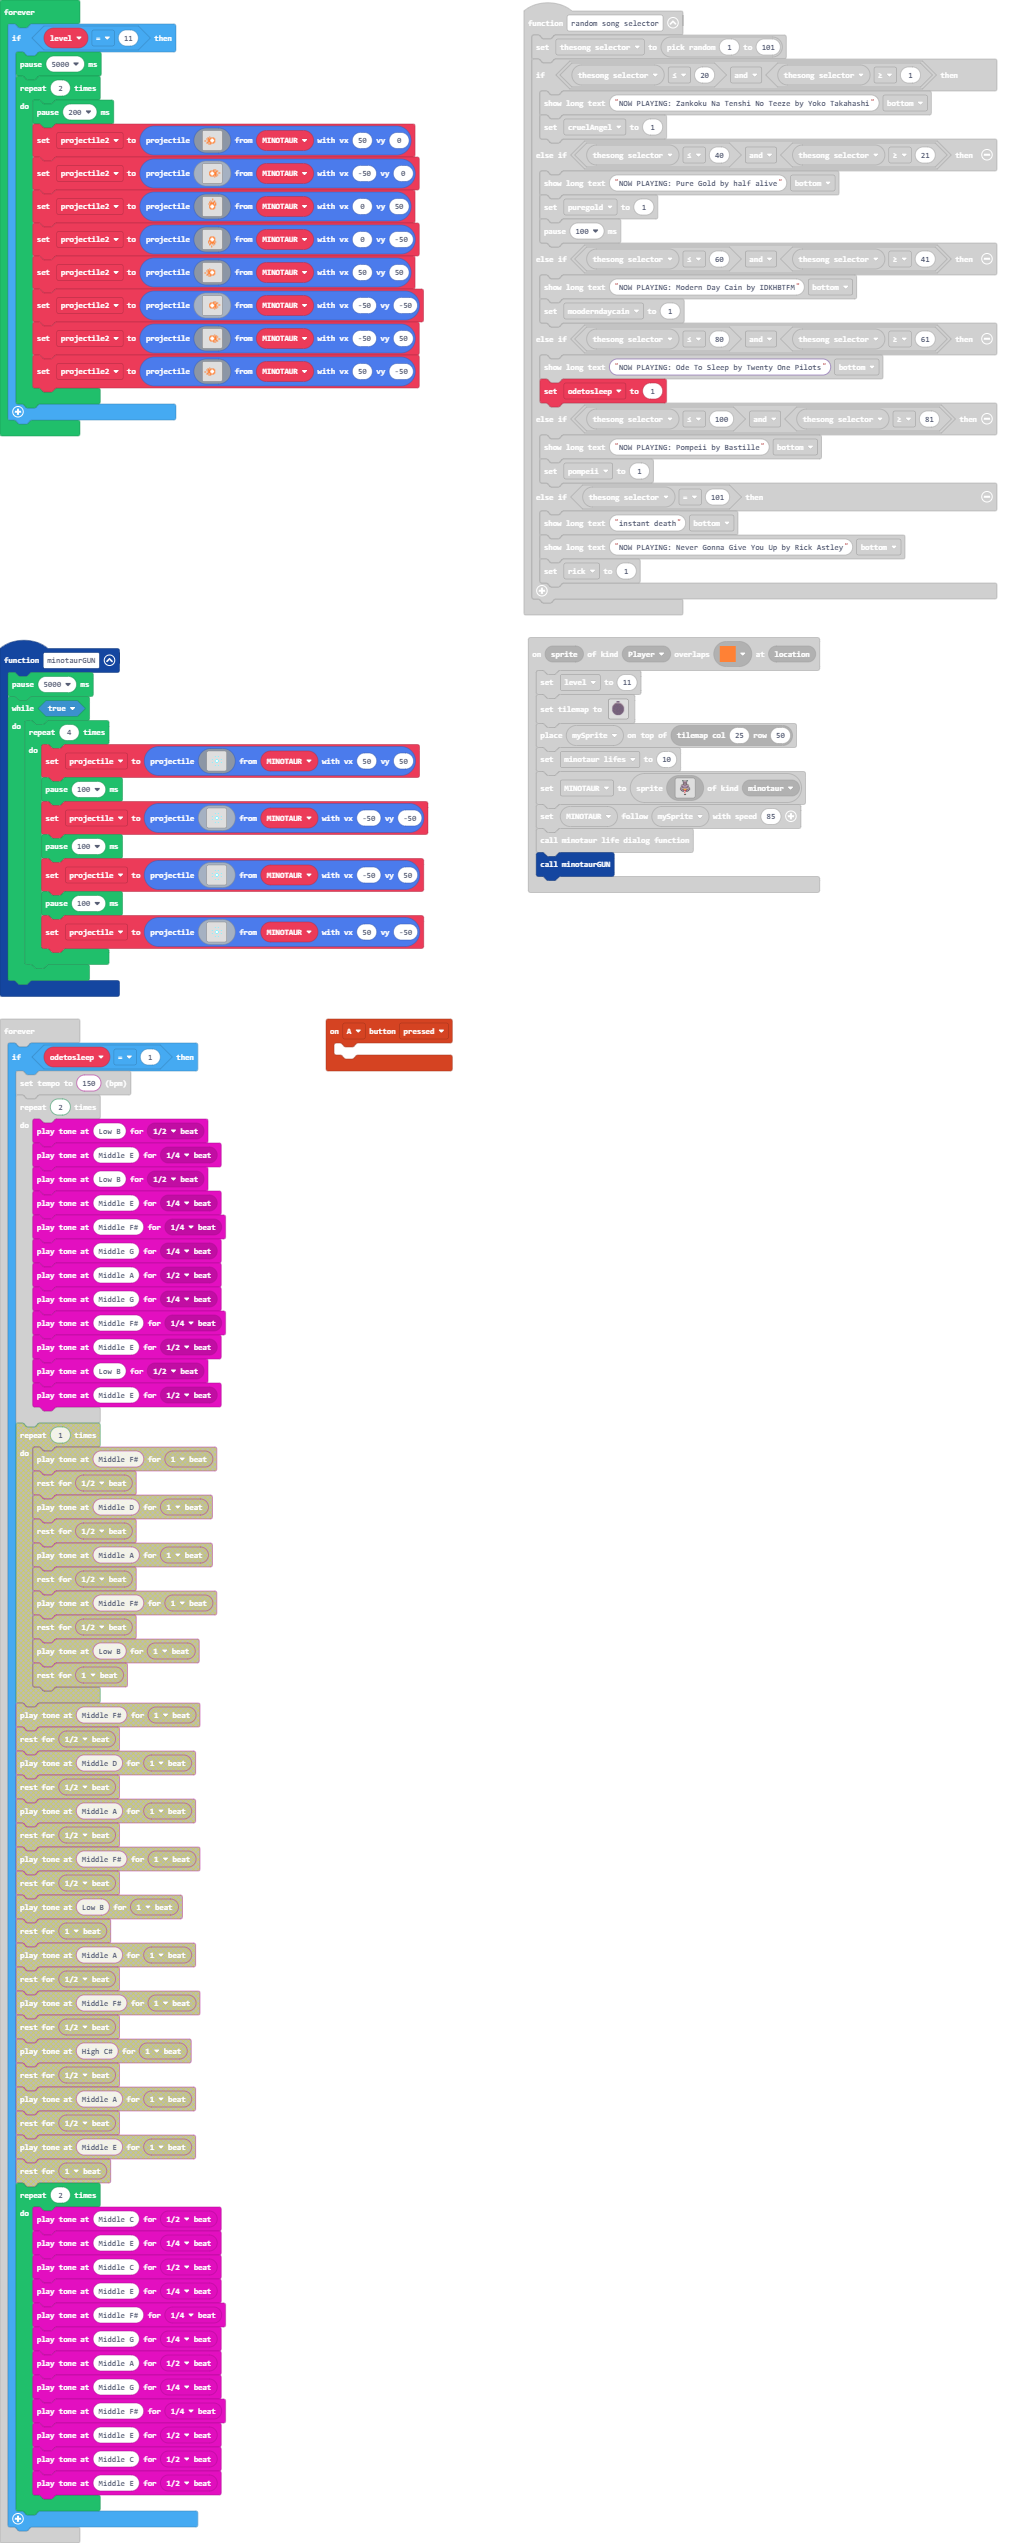 forever
if level = 11 then
pause 5000 ms
repeat 2 times
do
pause 200 ms
set projectile2 to projectile from MINOTAUR with vx 50 vy 0
set projectile2 to projectile from MINOTAUR with vx -50 vy 0
set projectile2 to projectile from MINOTAUR with vx 0 vy 50
set projectile2 to projectile from MINOTAUR with vx 0 vy -50
set projectile2 to projectile from MINOTAUR with vx 50 vy 50
set projectile2 to projectile from MINOTAUR with vx -50 vy -50
set projectile2 to projectile from MINOTAUR with vx -50 vy 50
set projectile2 to projectile from MINOTAUR with vx 50 vy -50
function random song selector
set thesong selector to pick random 1 to 101
if thesong selector ≤ 20 and thesong selector ≥ 1 then
show long text "NOW PLAYING: Zankoku Na Tenshi No Teeze by Yoko Takahashi" bottom
set cruelAngel to 1
else if thesong selector ≤ 40 and thesong selector ≥ 21 then
show long text "NOW PLAYING: Pure Gold by half alive" bottom
set puregold to 1
pause 100 ms
else if thesong selector ≤ 60 and thesong selector ≥ 41 then
show long text "NOW PLAYING: Modern Day Cain by IDKHBTFM" bottom
set mooderndaycain to 1
else if thesong selector ≤ 80 and thesong selector ≥ 61 then
show long text "NOW PLAYING: Ode To Sleep by Twenty One Pilots" bottom
set odetosleep to 1
else if thesong selector ≤ 100 and thesong selector ≥ 81 then
show long text "NOW PLAYING: Pompeii by Bastille" bottom
set pompeii to 1
else if thesong selector = 101 then
show long text "instant death" bottom
show long text "NOW PLAYING: Never Gonna Give You Up by Rick Astley" bottom
set rick to 1
function minotaurGUN
pause 5000 ms
while true
do
repeat 4 times
do
set projectile to projectile from MINOTAUR with vx 50 vy 50
pause 100 ms
set projectile to projectile from MINOTAUR with vx -50 vy -50
pause 100 ms
set projectile to projectile from MINOTAUR with vx -50 vy 50
pause 100 ms
set projectile to projectile from MINOTAUR with vx 50 vy -50
on sprite of kind Player overlaps at location
set level to 11
set tilemap to
place mySprite on top of tilemap col 25 row 50
set minotaur lifes to 10
set MINOTAUR to sprite of kind minotaur
set MINOTAUR follow mySprite with speed 85
call minotaur life dialog function
call minotaurGUN
forever
if odetosleep = 1 then
set tempo to 150 (bpm)
repeat 2 times
do
play tone at Low B for 1/2 beat
play tone at Middle E for 1/4 beat
play tone at Low B for 1/2 beat
play tone at Middle E for 1/4 beat
play tone at Middle F# for 1/4 beat
play tone at Middle G for 1/4 beat
play tone at Middle A for 1/2 beat
play tone at Middle G for 1/4 beat
play tone at Middle F# for 1/4 beat
play tone at Middle E for 1/2 beat
play tone at Low B for 1/2 beat
play tone at Middle E for 1/2 beat
repeat 1 times
do
play tone at Middle F# for 1 beat
rest for 1/2 beat
play tone at Middle D for 1 beat
rest for 1/2 beat
play tone at Middle A for 1 beat
rest for 1/2 beat
play tone at Middle F# for 1 beat
rest for 1/2 beat
play tone at Low B for 1 beat
rest for 1 beat
play tone at Middle F# for 1 beat
rest for 1/2 beat
play tone at Middle D for 1 beat
rest for 1/2 beat
play tone at Middle A for 1 beat
rest for 1/2 beat
play tone at Middle F# for 1 beat
rest for 1/2 beat
play tone at Low B for 1 beat
rest for 1 beat
play tone at Middle A for 1 beat
rest for 1/2 beat
play tone at Middle F# for 1 beat
rest for 1/2 beat
play tone at High C# for 1 beat
rest for 1/2 beat
play tone at Middle A for 1 beat
rest for 1/2 beat
play tone at Middle E for 1 beat
rest for 1 beat
repeat 2 times
do
play tone at Middle C for 1/2 beat
play tone at Middle E for 1/4 beat
play tone at Middle C for 1/2 beat
play tone at Middle E for 1/4 beat
play tone at Middle F# for 1/4 beat
play tone at Middle G for 1/4 beat
play tone at Middle A for 1/2 beat
play tone at Middle G for 1/4 beat
play tone at Middle F# for 1/4 beat
play tone at Middle E for 1/2 beat
play tone at Middle C for 1/2 beat
play tone at Middle E for 1/2 beat
on A button pressed